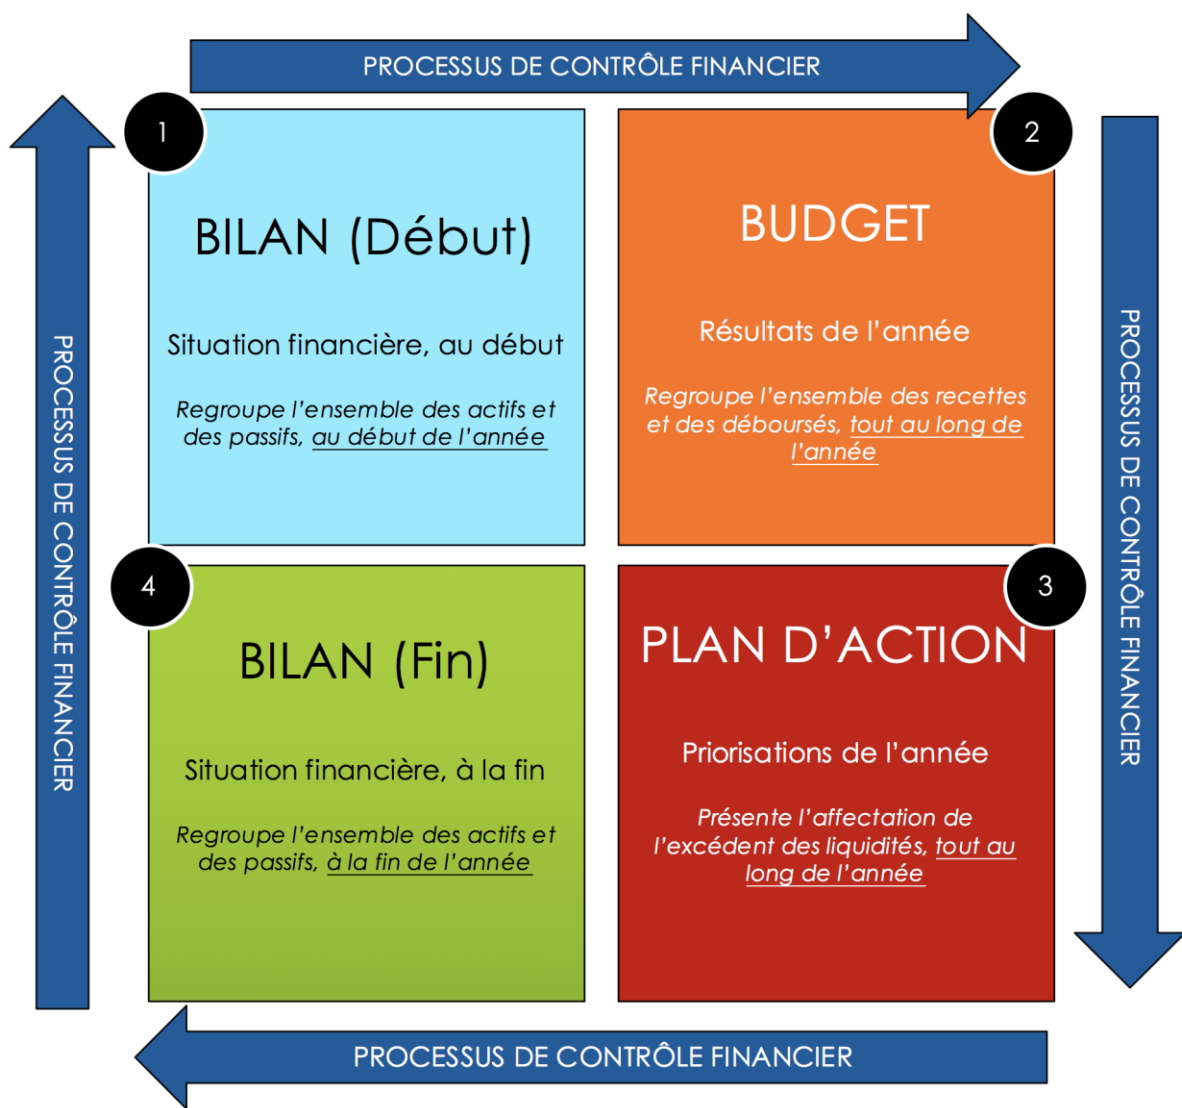 PROCESSUS DE CONTRÔLE FINANCIER
1
2
BILAN (Début)
Situation financière, au début
Regroupe l'ensemble des actifs et
des passifs, au début de l'année
BUDGET
Résultats de l'année
Regroupe l'ensemble des recettes
et des déboursés, tout au long de
l'année
PROCESSUS DE CONTRÔLE FINANCIER
PROCESSUS DE CONTRÔLE FINANCIER
4
3
BILAN (Fin)
Situation financière, à la fin
Regroupe l'ensemble des actifs et
des passifs, à la fin de l'année
PLAN D'ACTION
Priorisations de l'année
Présente l'affectation de
l'excédent des liquidités, tout au
long de l'année
PROCESSUS DE CONTRÔLE FINANCIER